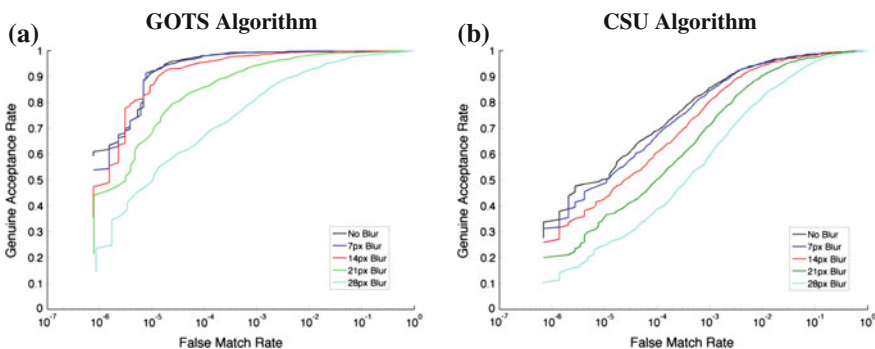 GOTS Algorithm
CSU Algorithm
(a)
Genuine Acceptance Rate
1
0.9
0.8
0.7
0.6
0.5
0.4
0.3
0.2
0.1
0
No Blur
7px Blur
14px Blur
21px Blur
28px Blur
10^-7
10^-6
10^-5
10^-4
10^-3
10^-2
10^-1
10^0
False Match Rate
(b)
Genuine Acceptance Rate
1
0.9
0.8
0.7
0.6
0.5
0.4
0.3
0.2
0.1
0
No Blur
7px Blur
14px Blur
21px Blur
28px Blur
10^-7
10^-6
10^-5
10^-4
10^-3
10^-2
10^-1
10^0
False Match Rate